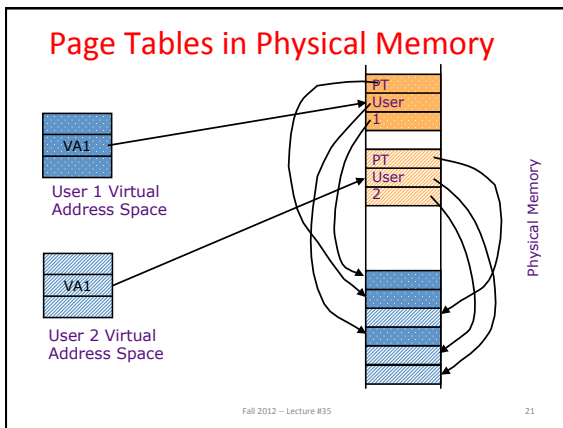 Page Tables in Physical Memory
PT
User
1
VA1
User 1 Virtual
Address Space
PT
User
2
Physical Memory
VA1
User 2 Virtual
Address Space
Fall 2012 -- Lecture #35
21